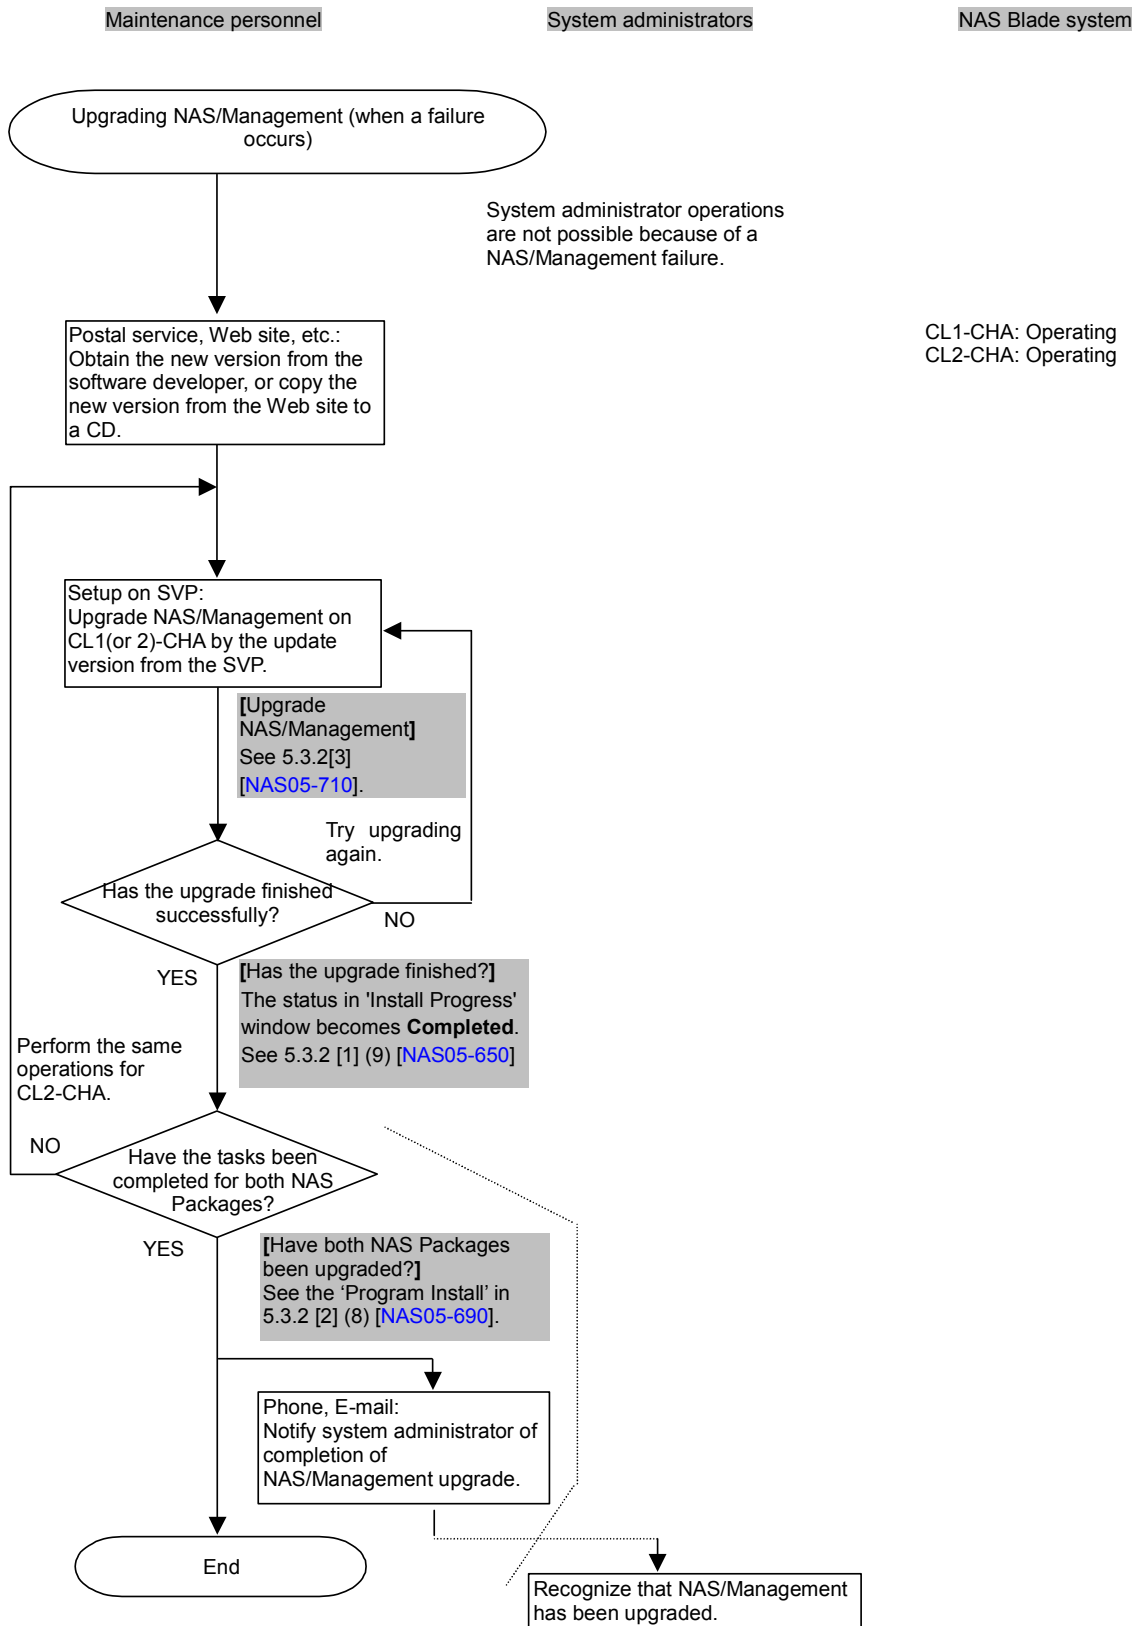 Maintenance personnel
System administrators
NAS Blade system
Upgrading NAS/Management (when a failure
occurs)
System administrator operations
are not possible because of a
NAS/Management failure.
Postal service, Web site, etc.:
Obtain the new version from the
software developer, or copy the
new version from the Web site to
a CD.
CL1-CHA: Operating
CL2-CHA: Operating
Setup on SVP:
Upgrade NAS/Management on
CL1(or 2)-CHA by the update
version from the SVP.
[Upgrade
NAS/Management]
See 5.3.2[3]
[NAS05-710].
Try upgrading
again.
Has the upgrade finished
successfully?
NO
YES
[Has the upgrade finished?]
The status in 'Install Progress'
window becomes Completed.
See 5.3.2 [1] (9) [NAS05-650]
Perform the same
operations for
CL2-CHA.
NO
Have the tasks been
completed for both NAS
Packages?
YES
[Have both NAS Packages
been upgraded?]
See the ‘Program Install’ in
5.3.2 [2] (8) [NAS05-690].
Phone, E-mail:
Notify system administrator of
completion of
NAS/Management upgrade.
End
Recognize that NAS/Management
has been upgraded.